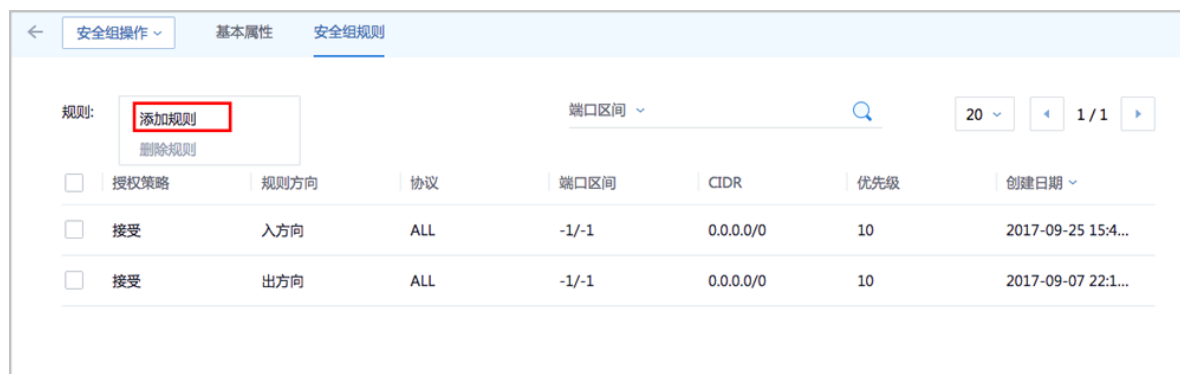 安全组操作 基本属性 安全组规则
规则: 添加规则 端口区间 20 1 / 1
删除规则
授权策略 规则方向 协议 端口区间 CIDR 优先级 创建日期
接受 入方向 ALL -1/-1 0.0.0.0/0 10 2017-09-25 15:4...
接受 出方向 ALL -1/-1 0.0.0.0/0 10 2017-09-07 22:1...